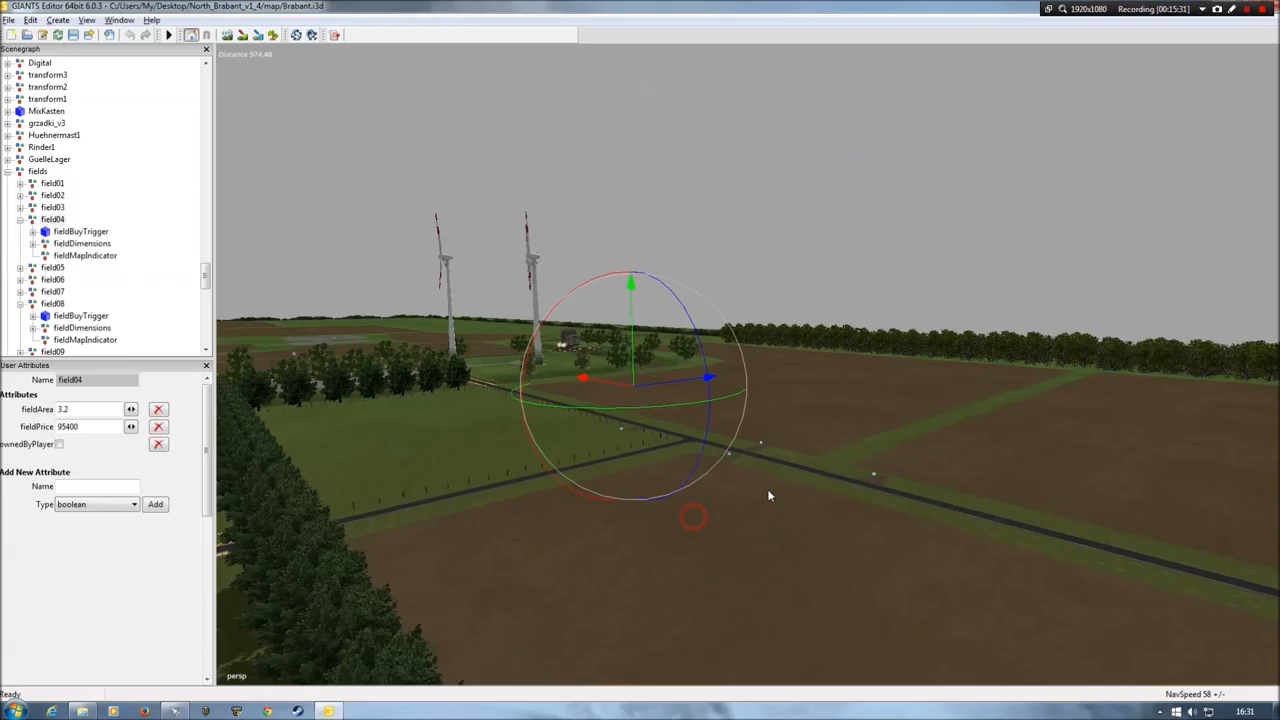 GIANTS Editor 64bit 6.0.3 - C:/Users/My/Desktop/North_Brabant_v1_4/map/Brabant.i3d
1920x1080
Recording [00:15:31]
File Edit Create View Window Help
Scenegraph
Distance 974.48
Digital
transform3
transform2
transform1
MixKasten
grzadki_v3
Huehnermast1
Rinder1
GuelleLager
fields
field01
field02
field03
field04
fieldBuyTrigger
fieldDimensions
fieldMapIndicator
field05
field06
field07
field08
fieldBuyTrigger
fieldDimensions
fieldMapIndicator
field09
User Attributes
Name field04
Attributes
fieldArea 3.2
fieldPrice 95400
ownedByPlayer
Add New Attribute
Name
Type boolean Add
persp
Ready
NavSpeed 58 +/-
16:31